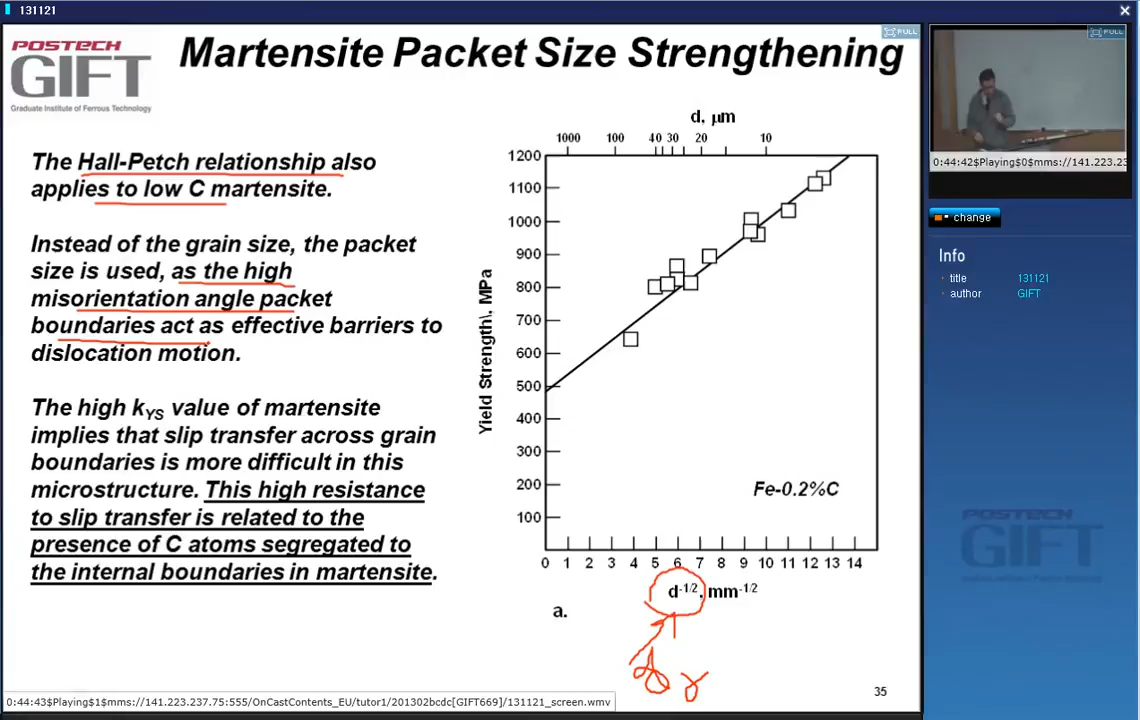 131121
POSTECH
GIFT
Graduate Institute of Ferrous Technology
Martensite Packet Size Strengthening
FULL
The Hall-Petch relationship also
applies to low C martensite.
Instead of the grain size, the packet
size is used, as the high
misorientation angle packet
boundaries act as effective barriers to
dislocation motion.
The high kYS value of martensite
implies that slip transfer across grain
boundaries is more difficult in this
microstructure. This high resistance
to slip transfer is related to the
presence of C atoms segregated to
the internal boundaries in martensite.
d, μm
1000 100 40 30 20 10
1200
1100
1000
900
800
700
600
500
400
300
200
100
Yield Strength\, MPa
Fe-0.2%C
0 1 2 3 4 5 6 7 8 9 10 11 12 13 14
d-1/2, mm-1/2
a.
γ
35
0:44:43$Playing$1$mms://141.223.237.75:555/OnCastContents_EU/tutor1/201302bcdc[GIFT669]/131121_screen.wmv
FULL
0:44:42$Playing$0$mms://141.223.23
change
Info
title 131121
author GIFT
POSTECH
GIFT